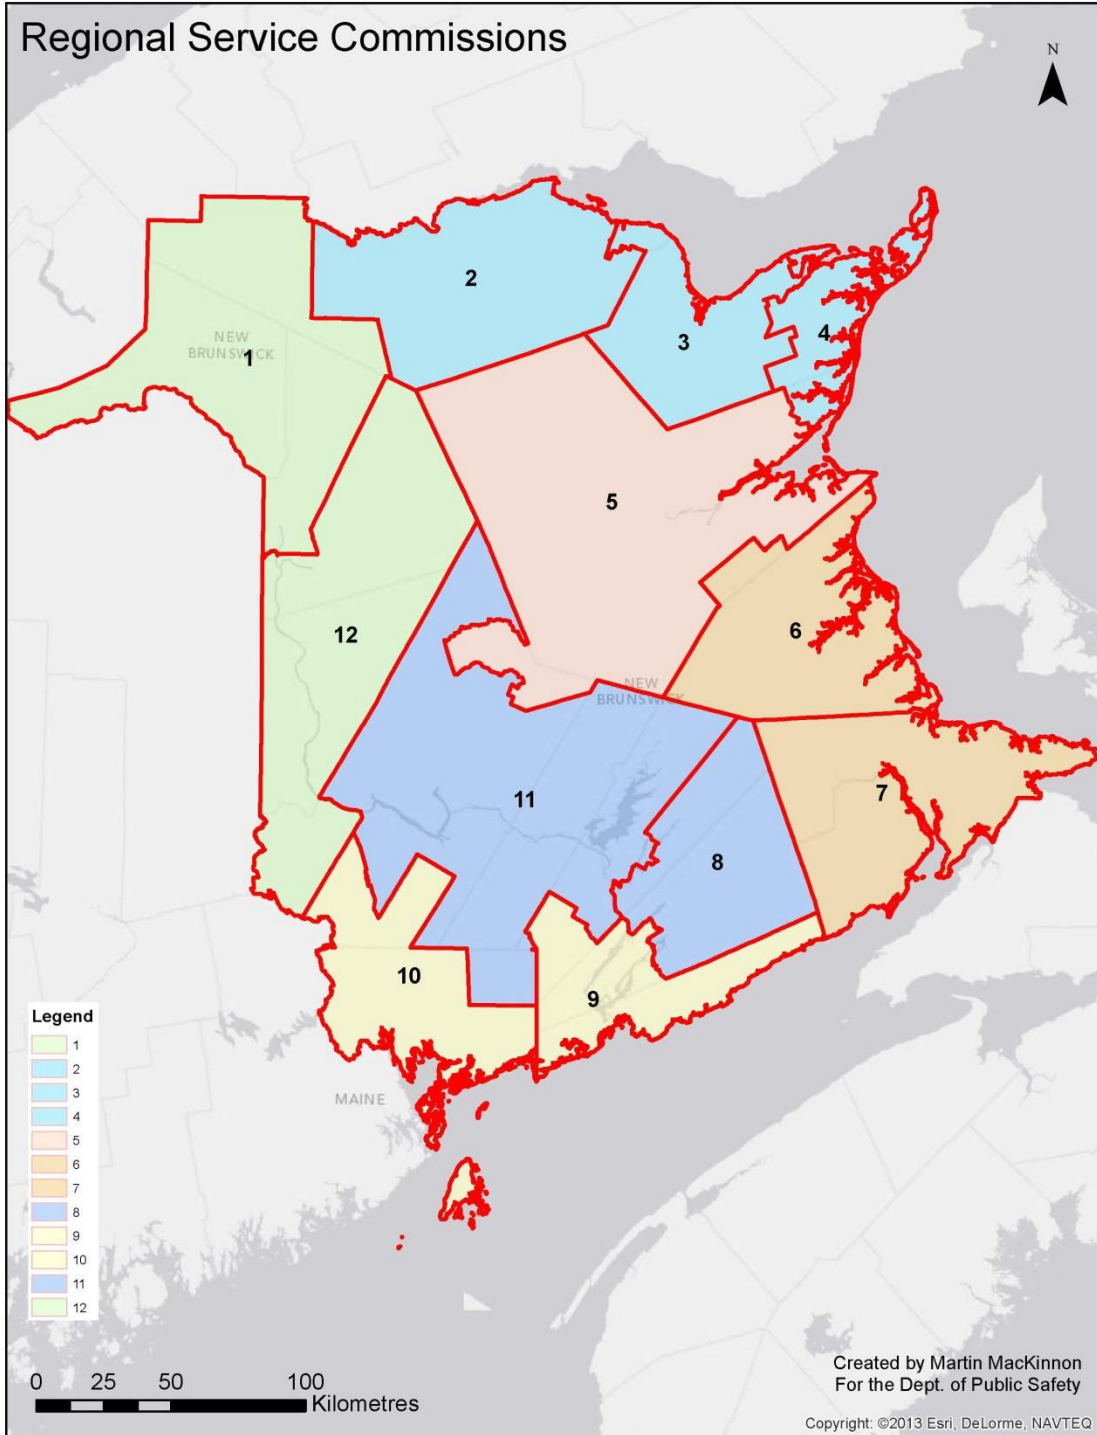 Regional Service Commissions
N
2
3
4
NEW
BRUNSWICK
1
5
12
6
NEW
BRUNSWICK
11
7
8
10
9
Legend
1
2
3
4
5
6
7
8
9
10
11
12
MAINE
0 25 50 100
Kilometres
Created by Martin MacKinnon
For the Dept. of Public Safety
Copyright: ©2013 Esri, DeLorme, NAVTEQ